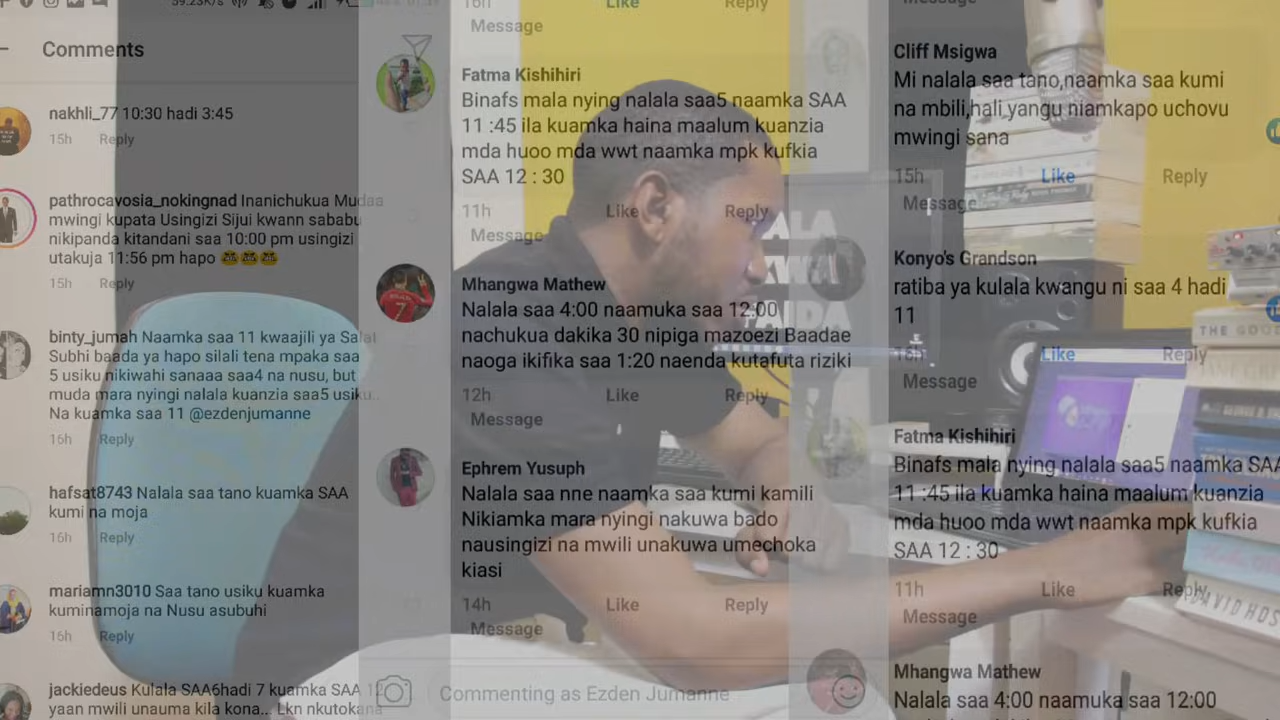 59.23K/s
Comments
nakhli_77 10:30 hadi 3:45
15h Reply
pathrocavosia_nokingnad Inanichukua Mudaa
mwingi kupata Usingizi Sijui kwann sababu
nikipanda kitandani saa 10:00 pm usingizi
utakuja 11:56 pm hapo
15h Reply
binty_jumah Naamka saa 11 kwaajili ya Salat
Subhi baada ya hapo silali tena mpaka saa
5 usiku nikiwahi sanaaa saa4 na nusu, but
muda mara nyingi nalala kuanzia saa5 usiku..
Na kuamka saa 11 @ezdenjumanne
16h Reply
hafsat8743 Nalala saa tano kuamka SAA
kumi na moja
16h Reply
mariamn3010 Saa tano usiku kuamka
kuminamoja na Nusu asubuhi
16h Reply
jackiedeus Kulala SAA6hadi 7 kuamka SAA 12
yaan mwili unauma kila kona... Lkn nkutokana
16h Like
Message
Fatma Kishihiri
Binafs mala nying nalala saa5 naamka SAA
11 :45 ila kuamka haina maalum kuanzia
mda huoo mda wwt naamka mpk kufkia
SAA 12 : 30
11h Like Reply
Message
Mhangwa Mathew
Nalala saa 4:00 naamuka saa 12:00
nachukua dakika 30 nipiga mazoezi Baadae
naoga ikifika saa 1:20 naenda kutafuta riziki
12h Like Reply
Message
Ephrem Yusuph
Nalala saa nne naamka saa kumi kamili
Nikiamka mara nyingi nakuwa bado
nausingizi na mwili unakuwa umechoka
kiasi
14h Like Reply
Message
Commenting as Ezden Jumanne
Message
Cliff Msigwa
Mi nalala saa tano,naamka saa kumi
na mbili,hali yangu niamkapo uchovu
mwingi sana
15h Like Reply
Message
Konyo's Grandson
ratiba ya kulala kwangu ni saa 4 hadi
11
16h Like Reply
Message
Fatma Kishihiri
Binafs mala nying nalala saa5 naamka SAA
11 :45 ila kuamka haina maalum kuanzia
mda huoo mda wwt naamka mpk kufkia
SAA 12 : 30
11h Like Reply
Message
Mhangwa Mathew
Nalala saa 4:00 naamuka saa 12:00
LALA
THE GOOD
DAVID HOS